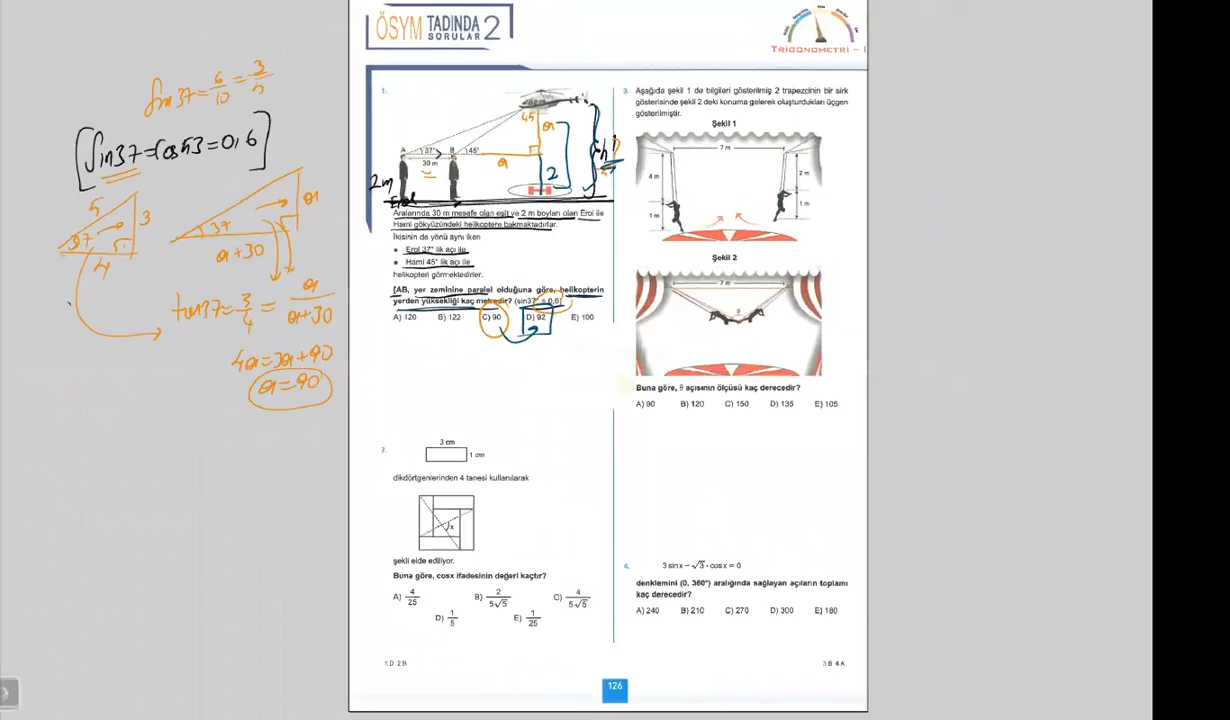 ÖSYM TADINDA SORULAR 2
TRİGONOMETRİ - I
sin37 = 6/10 = 3/5
[sin37 = cos53 = 0,6]
5
3
37
4
37
a
a+30
tan37 = 3/4 = a/a+30
4a = 3a+90
a = 90
1.
45
a
A
37°
B
45°
30 m
a
2
h
2m
Erol
Aralarında 30 m mesafe olan eşit ve 2 m boyları olan Erol ile
Hami gökyüzündeki helikoptere bakmaktadırlar.
İkisinin da yönü aynı iken
• Erol 37° lik açı ile
• Hami 45° lik açı ile
helikopteri görmektedirler.
[AB, yer zeminine paralel olduğuna göre, helikopterin
yerden yüksekliği kaç metredir? (sin37° = 0,6)
A) 120 B) 122 C) 90 D) 92 E) 100
2.
3 cm
1 cm
dikdörtgenlerinden 4 tanesi kullanılarak
x
şekli elde ediliyor.
Buna göre, cosx ifadesinin değeri kaçtır?
A) 4/25 B) 2/5√5 C) 4/5√5
D) 1/5 E) 1/25
3. Aşağıda şekil 1 de bilgileri gösterilmiş 2 trapezcinin bir sirk
gösterisinde şekil 2 deki konuma gelerek oluşturdukları üçgen
gösterilmiştir.
Şekil 1
7 m
4 m
2 m
1 m
1 m
Şekil 2
7 m
θ
Buna göre, θ açısının ölçüsü kaç derecedir?
A) 90 B) 120 C) 150 D) 135 E) 105
4.
3 sinx − √3 · cosx = 0
denklemini (0, 360°) aralığında sağlayan açıların toplamı
kaç derecedir?
A) 240 B) 210 C) 270 D) 300 E) 180
1.D 2.B
3.B 4.A
126